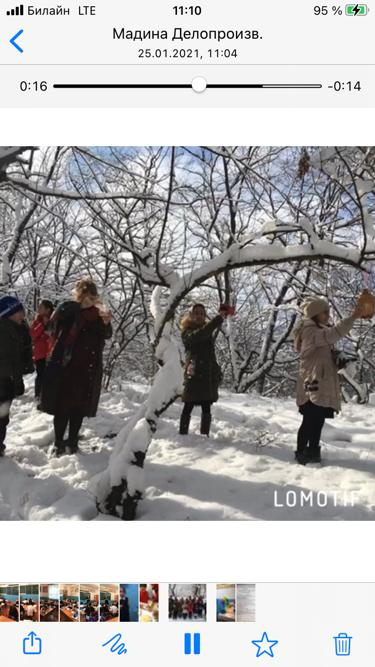 Билайн LTE 11:10 95 %
Мадина Делопроизв.
25.01.2021, 11:04
0:16 -0:14
LOMOTIF